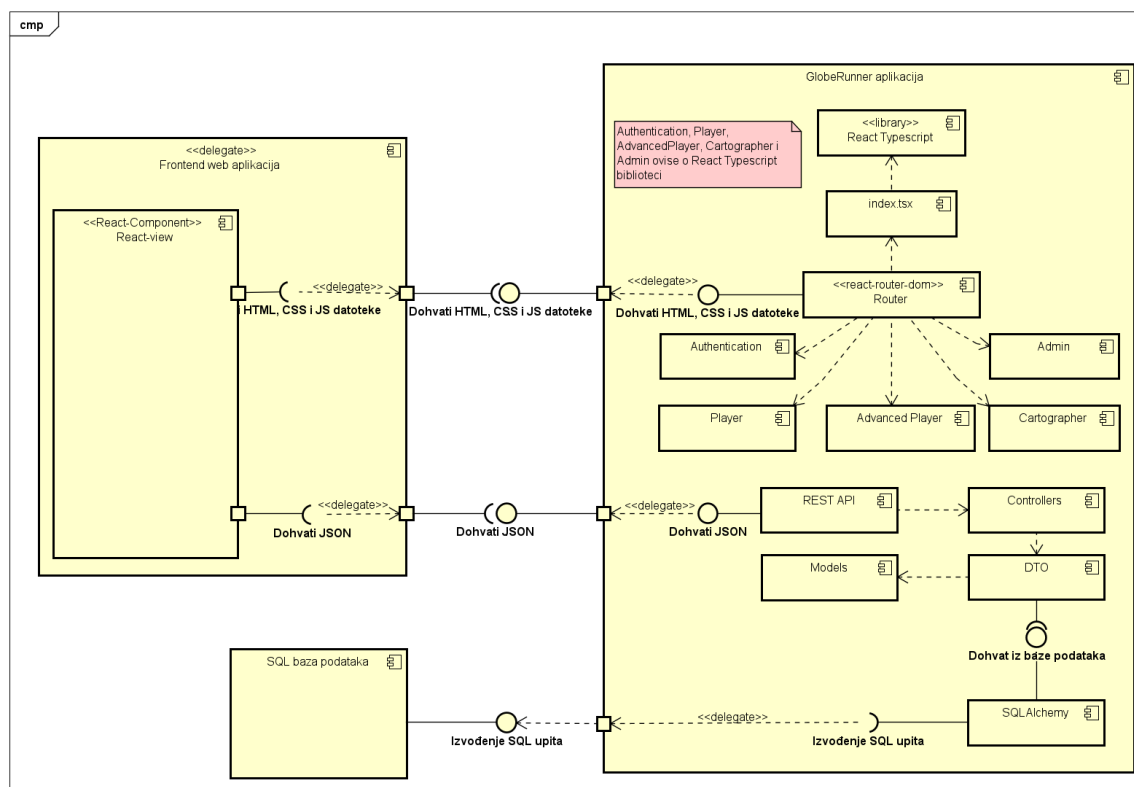 cmp
GlobeRunner aplikacija
Authentication, Player,
AdvancedPlayer, Cartographer i
Admin ovise o React Typescript
biblioteci
<<library>>
React Typescript
<<delegate>>
Frontend web aplikacija
index.tsx
<<React-Component>>
React-view
<<delegate>>
i HTML, CSS i JS datoteke
Dohvati HTML, CSS i JS datoteke
<<delegate>>
Dohvati HTML, CSS i JS datoteke
<<react-router-dom>>
Router
Authentication
Admin
Player
Advanced Player
Cartographer
<<delegate>>
Dohvati JSON
Dohvati JSON
<<delegate>>
Dohvati JSON
REST API
Controllers
Models
DTO
Dohvat iz baze podataka
SQL baza podataka
Izvođenje SQL upita
<<delegate>>
Izvođenje SQL upita
SQLAlchemy